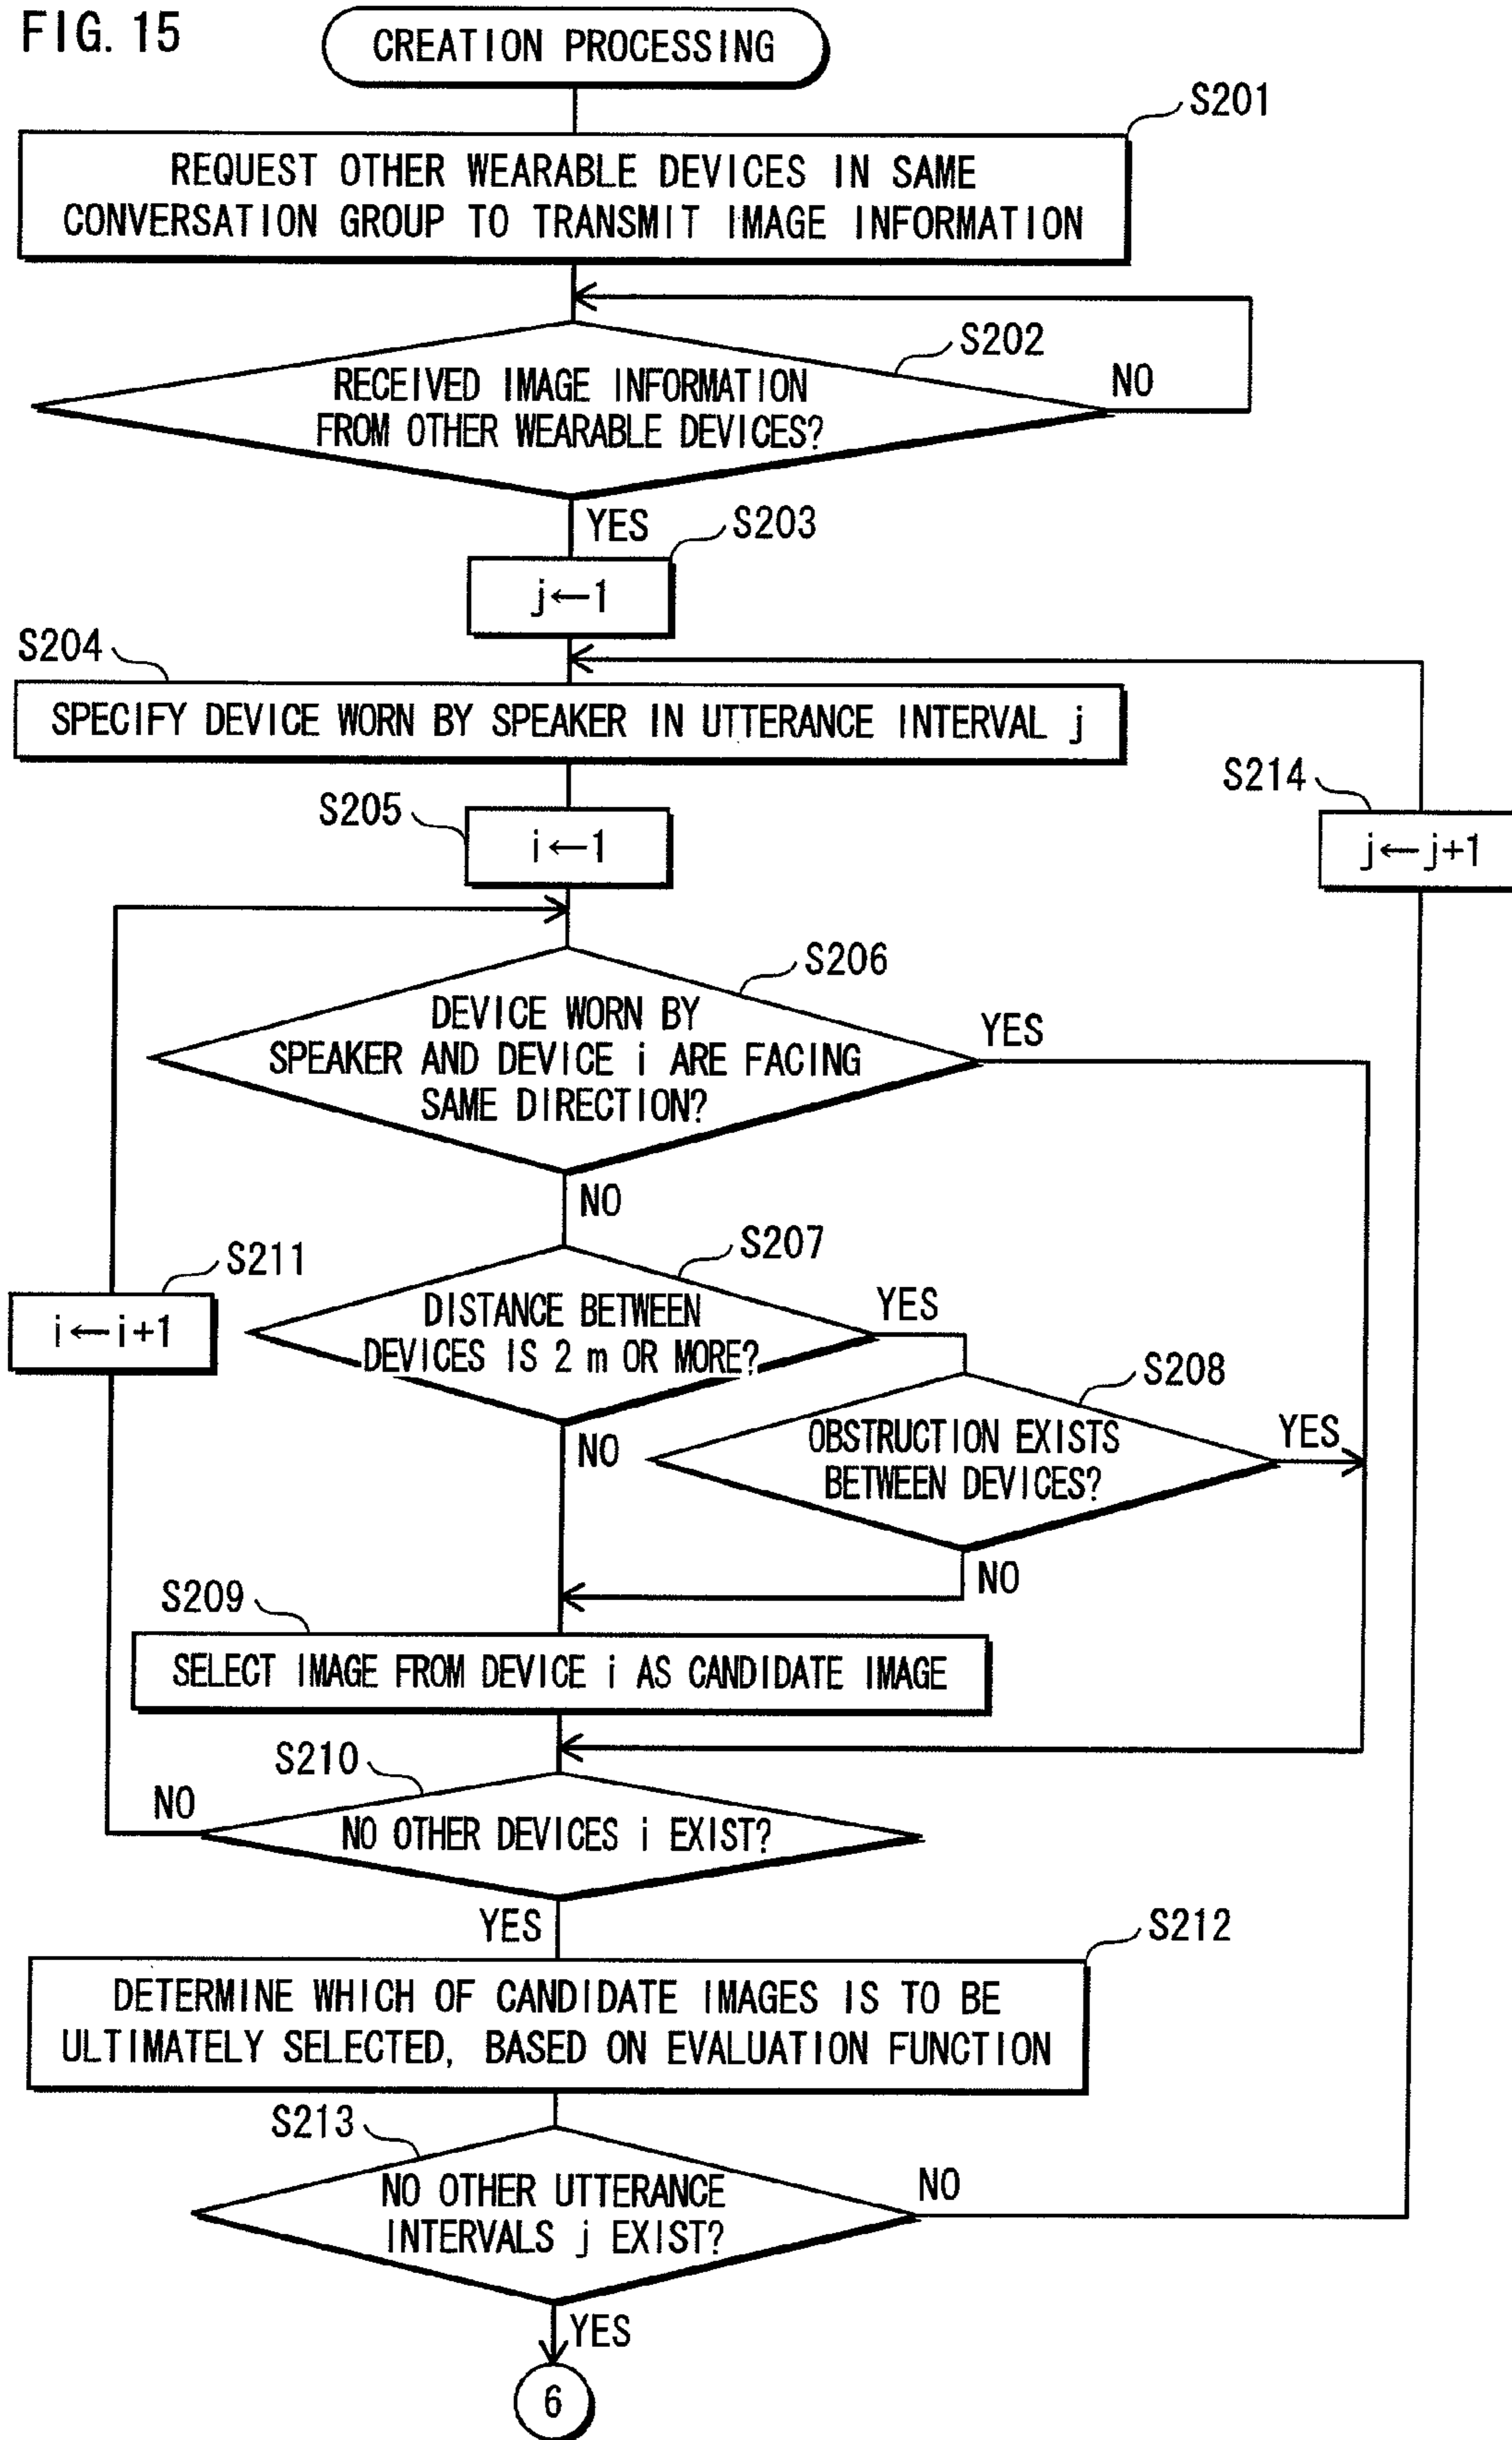 FIG. 15
CREATION PROCESSING
S201
REQUEST OTHER WEARABLE DEVICES IN SAME
CONVERSATION GROUP TO TRANSMIT IMAGE INFORMATION
S202
RECEIVED IMAGE INFORMATION
FROM OTHER WEARABLE DEVICES?
NO
YES
S203
j←1
S204
SPECIFY DEVICE WORN BY SPEAKER IN UTTERANCE INTERVAL j
S205
i←1
S214
j←j+1
S206
DEVICE WORN BY
SPEAKER AND DEVICE i ARE FACING
SAME DIRECTION?
YES
NO
S211
i←i+1
S207
DISTANCE BETWEEN
DEVICES IS 2 m OR MORE?
YES
NO
S208
OBSTRUCTION EXISTS
BETWEEN DEVICES?
YES
NO
S209
SELECT IMAGE FROM DEVICE i AS CANDIDATE IMAGE
S210
NO
NO OTHER DEVICES i EXIST?
YES
S212
DETERMINE WHICH OF CANDIDATE IMAGES IS TO BE
ULTIMATELY SELECTED, BASED ON EVALUATION FUNCTION
S213
NO OTHER UTTERANCE
INTERVALS j EXIST?
NO
YES
6